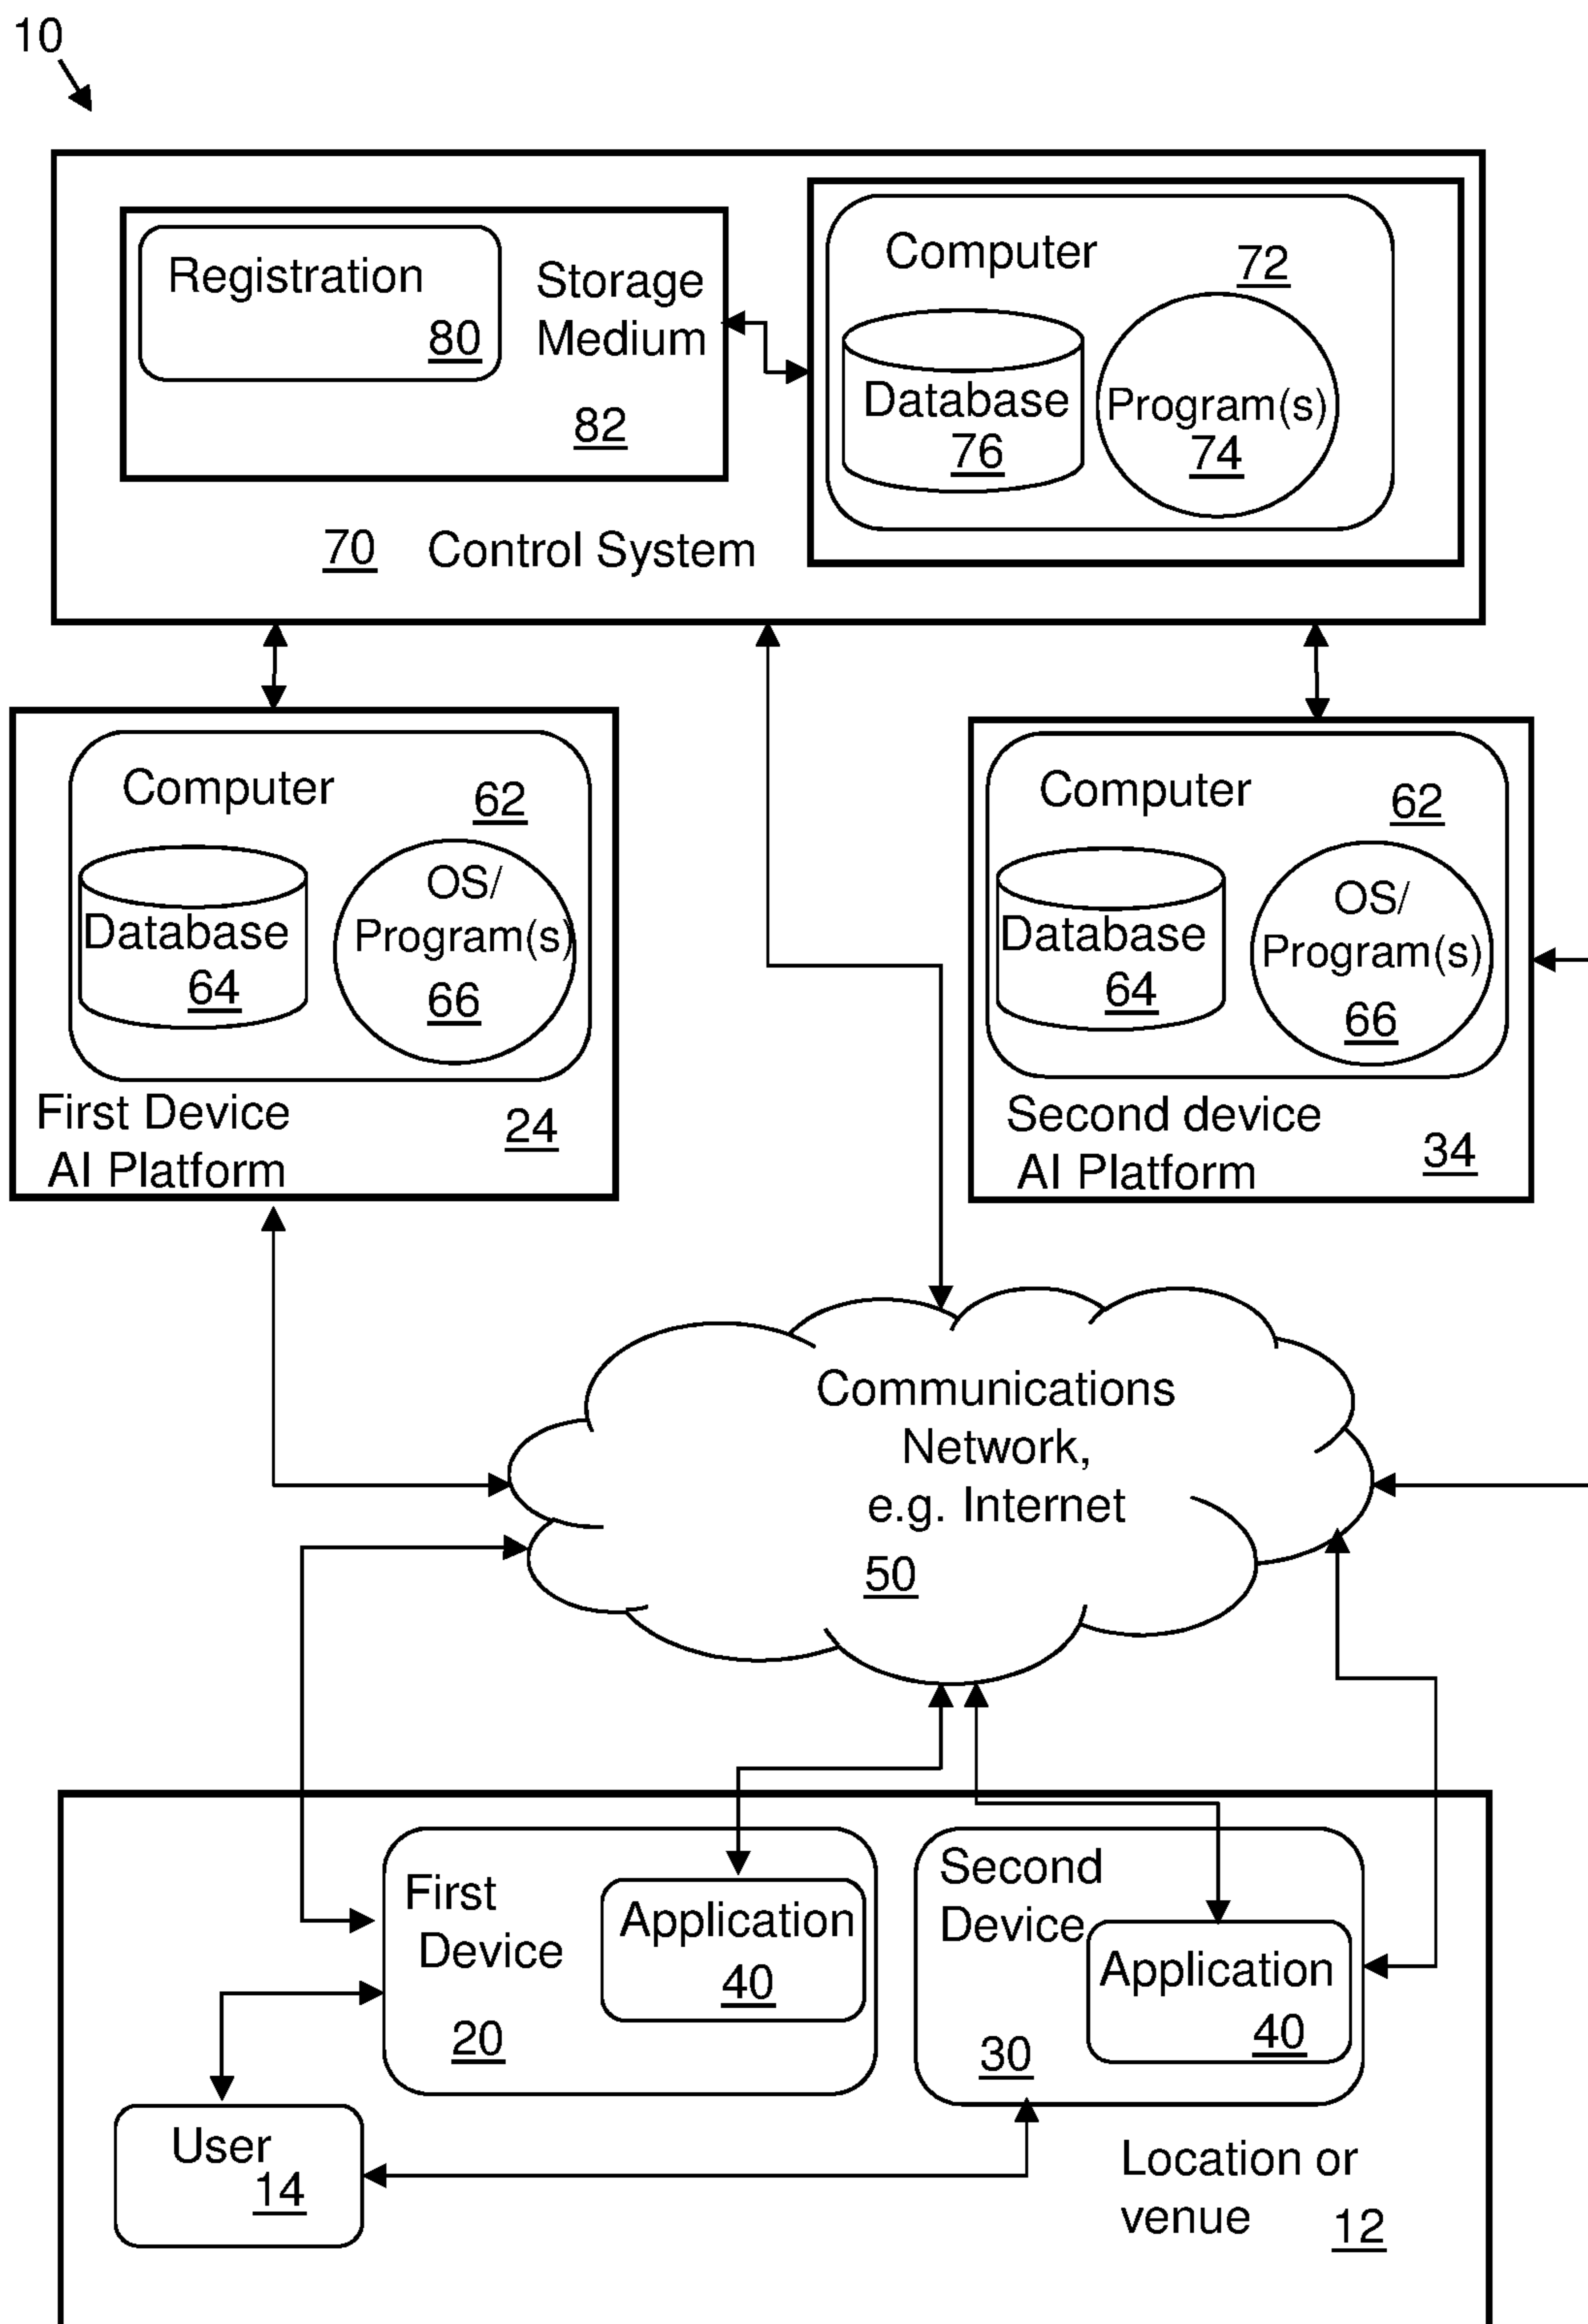 10
Registration
80
Storage
Medium
82
Computer
72
Database
76
Program(s)
74
70 Control System
Computer
62
Database
64
OS/
Program(s)
66
First Device
AI Platform
24
Computer
62
Database
64
OS/
Program(s)
66
Second device
AI Platform
34
Communications
Network,
e.g. Internet
50
First
Device
20
Application
40
Second
Device
30
Application
40
User
14
Location or
venue
12